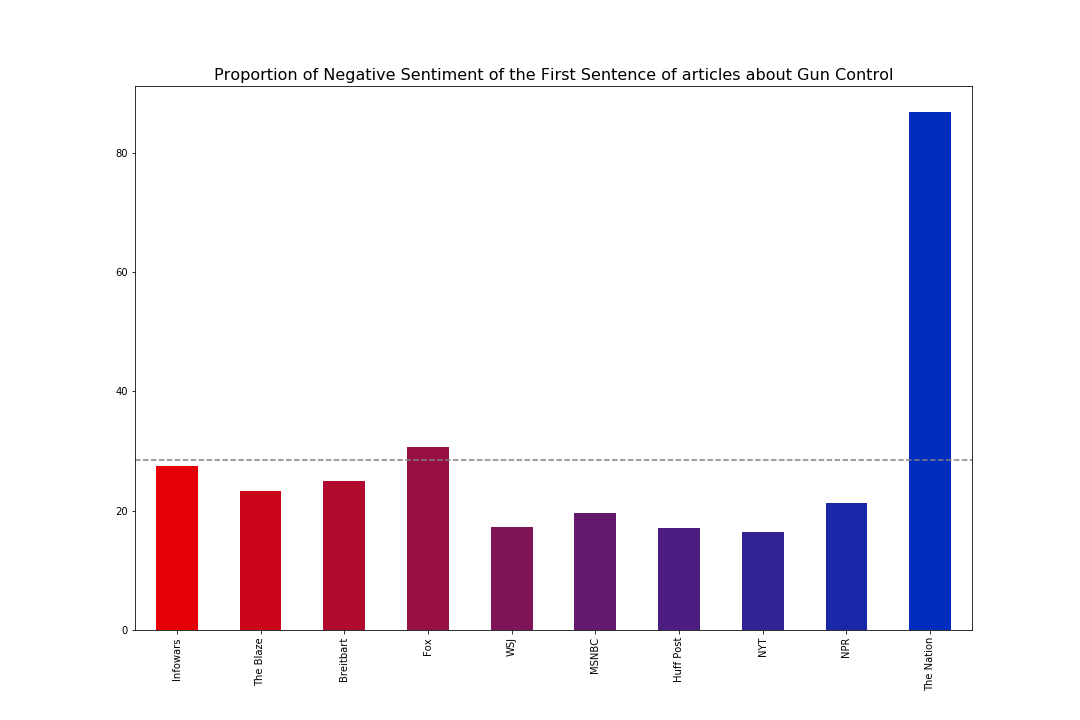 Proportion of Negative Sentiment of the First Sentence of articles about Gun Control
80
60
40
20
0
Infowars
The Blaze
Breitbart
Fox
WSJ
MSNBC
Huff Post
NYT
NPR
The Nation